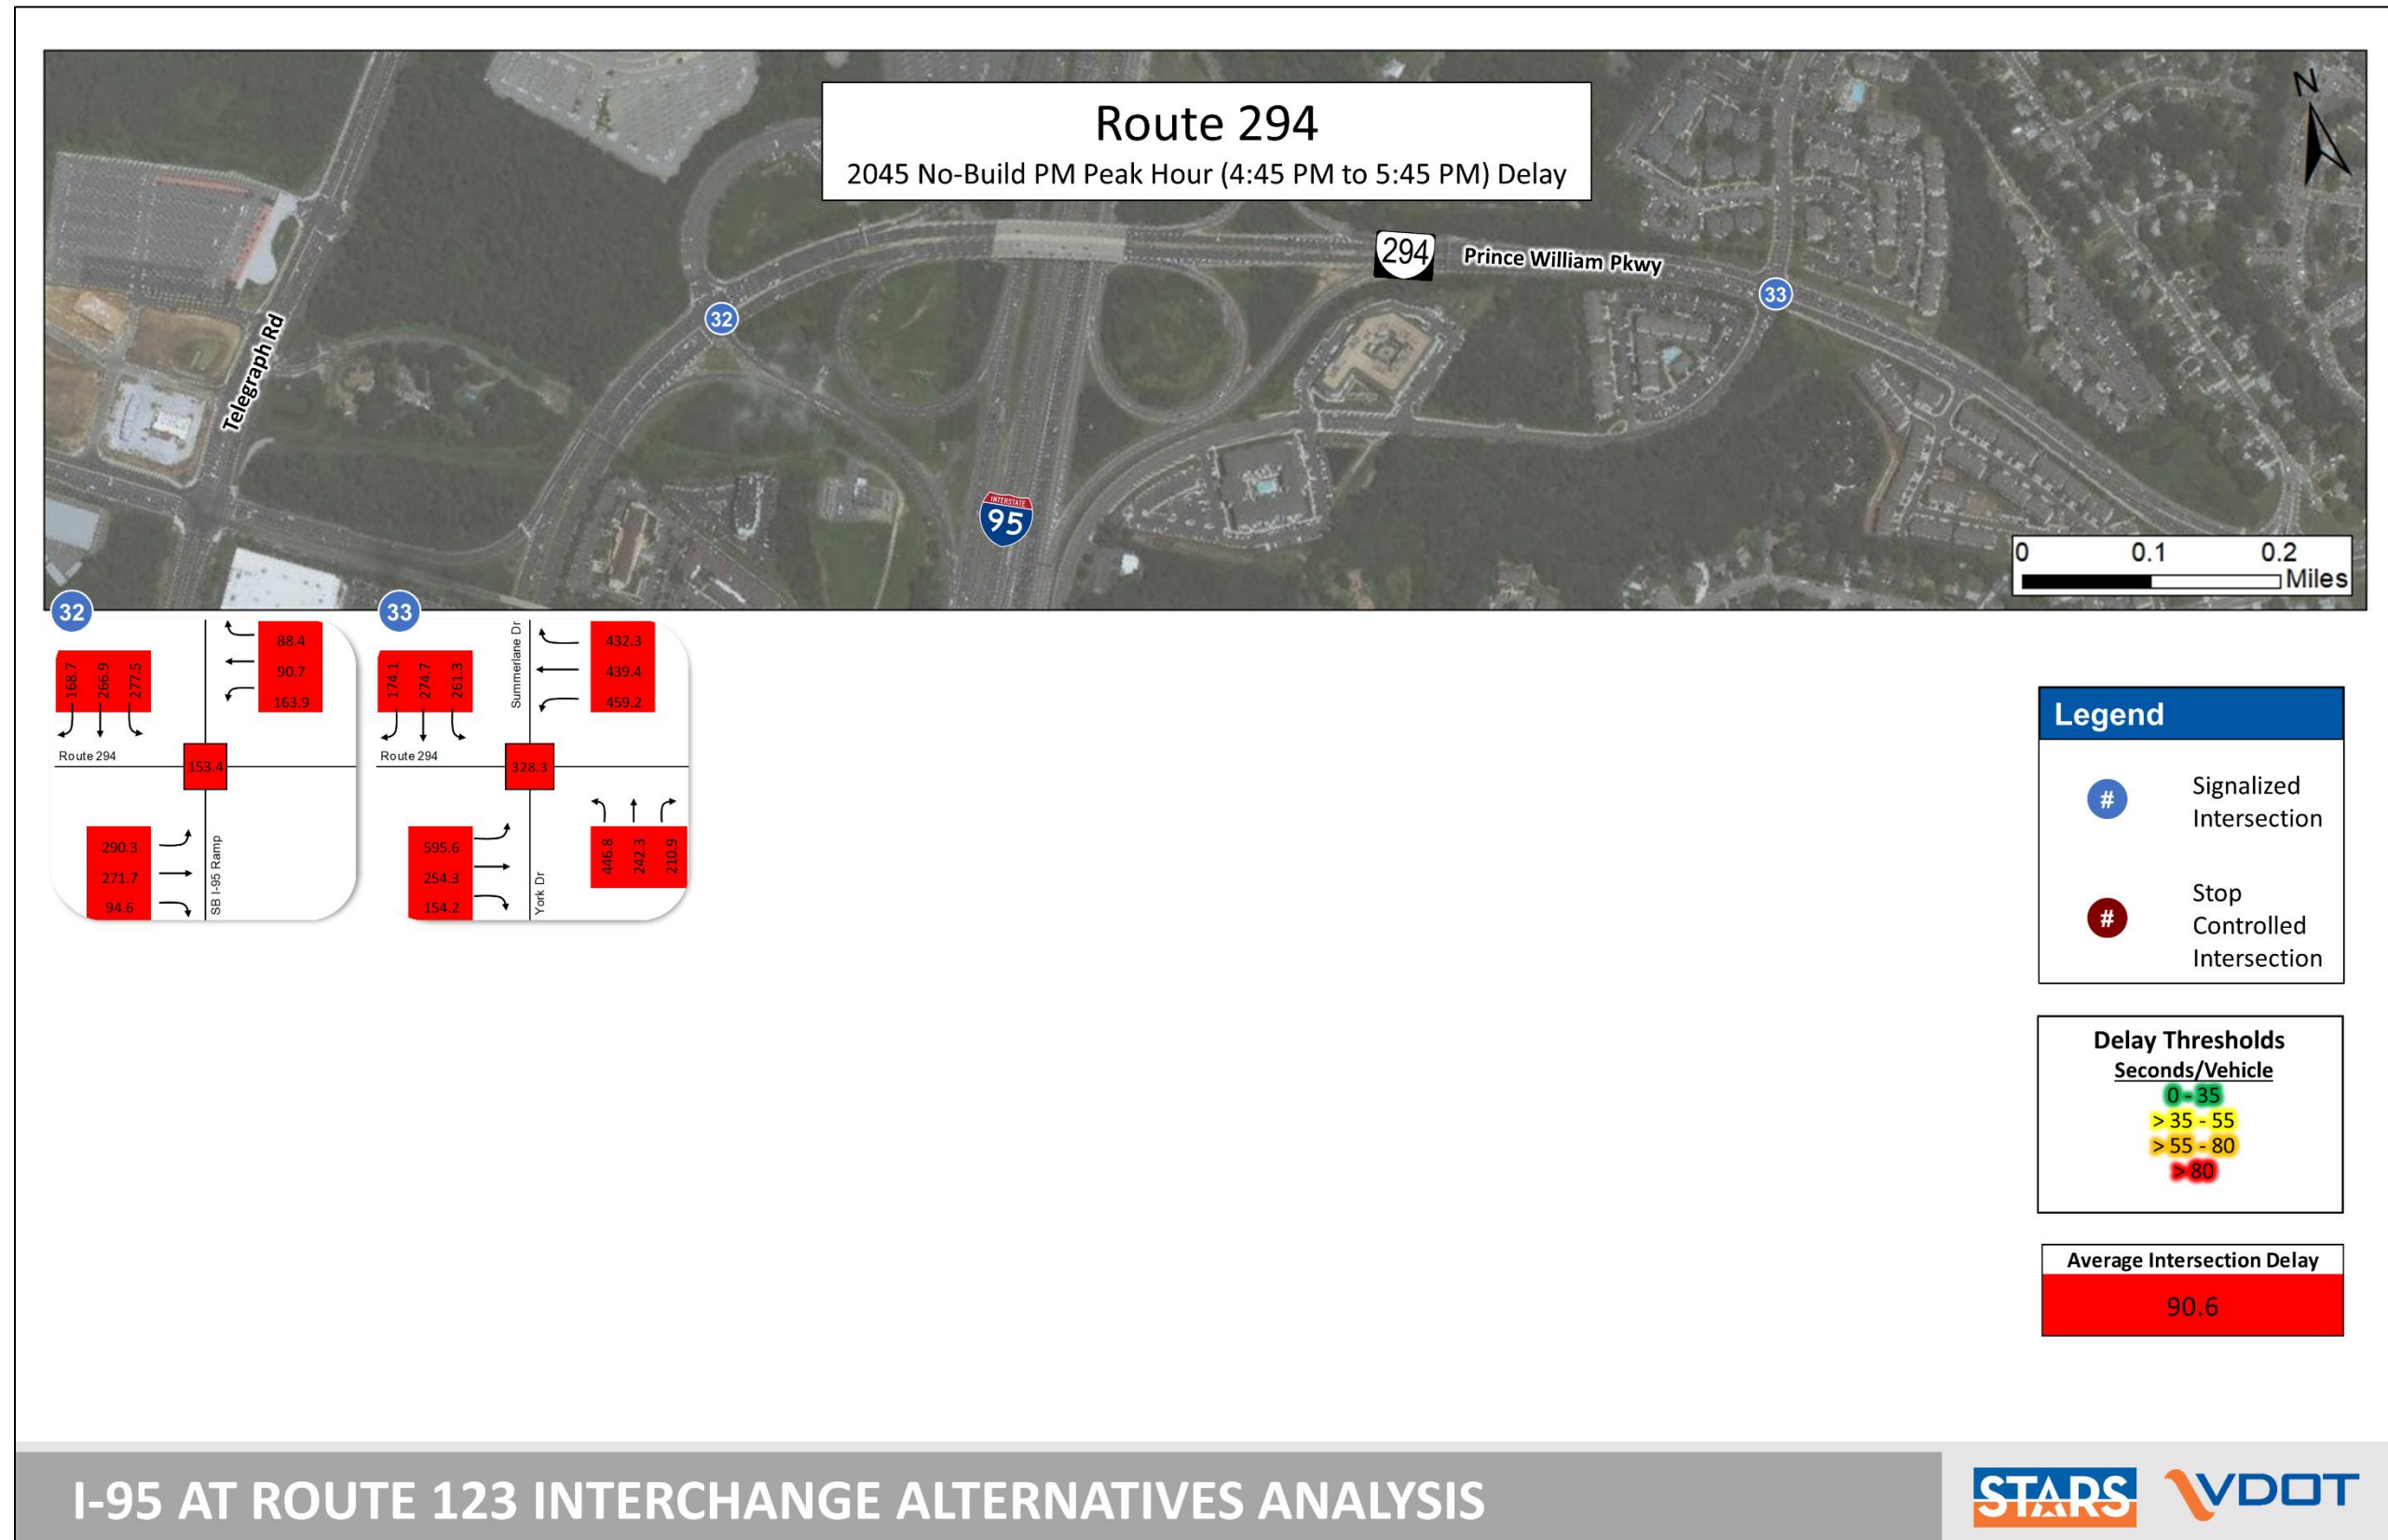 Route 294
2045 No-Build PM Peak Hour (4:45 PM to 5:45 PM) Delay
N
294
Prince William Pkwy
33
32
Telegraph Rd
INTERSTATE
95
0 0.1 0.2
Miles
32
88.4
90.7
163.9
168.7
266.9
277.5
Route 294
153.4
290.3
271.7
94.6
SB I-95 Ramp
33
Summerlane Dr
432.3
439.4
459.2
174.1
274.7
261.3
Route 294
328.3
595.6
254.3
154.2
York Dr
446.8
242.3
210.9
Legend
# Signalized
Intersection
# Stop
Controlled
Intersection
Delay Thresholds
Seconds/Vehicle
0 - 35
> 35 - 55
> 55 - 80
> 80
Average Intersection Delay
90.6
I-95 AT ROUTE 123 INTERCHANGE ALTERNATIVES ANALYSIS
STARS
VDOT